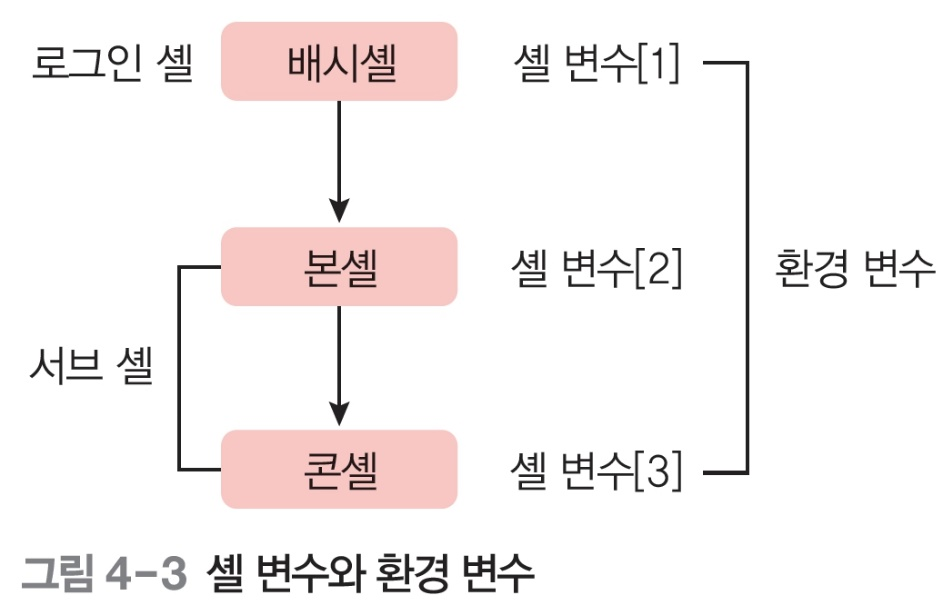 로그인 셸 배시셸 셸 변수[1]
본셸 셸 변수[2] 환경 변수
서브 셸
콘셸 셸 변수[3]
그림 4-3 셸 변수와 환경 변수